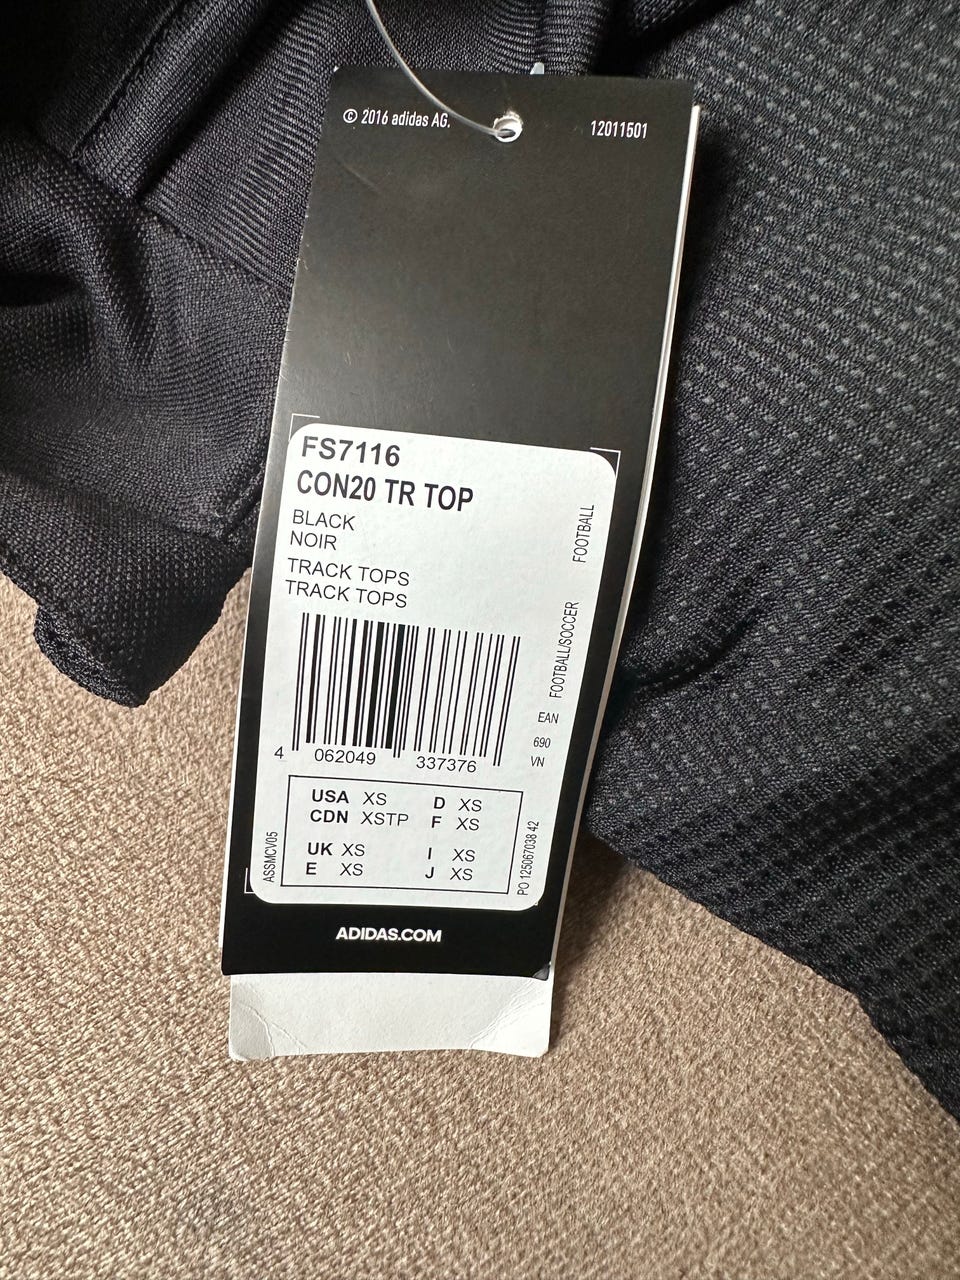 © 2016 adidas AG.
12011501
FS7116
CON20 TR TOP
BLACK
NOIR
TRACK TOPS
TRACK TOPS
FOOTBALL
FOOTBALL/SOCCER
EAN
690
VN
4 062049 337376
USA XS D XS
CDN XSTP F XS
UK XS I XS
E XS J XS
ASSMCV05
PO 125067038 42
ADIDAS.COM